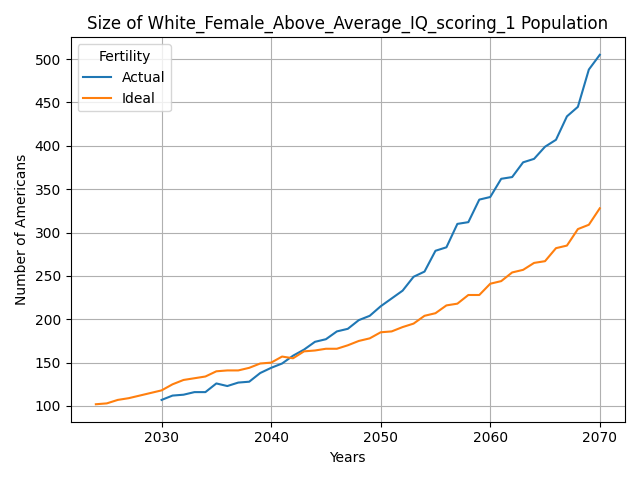 Size of White_Female_Above_Average_IQ_scoring_1 Population
Fertility
Actual
Ideal
Number of Americans
500
450
400
350
300
250
200
150
100
2030 2040 2050 2060 2070
Years